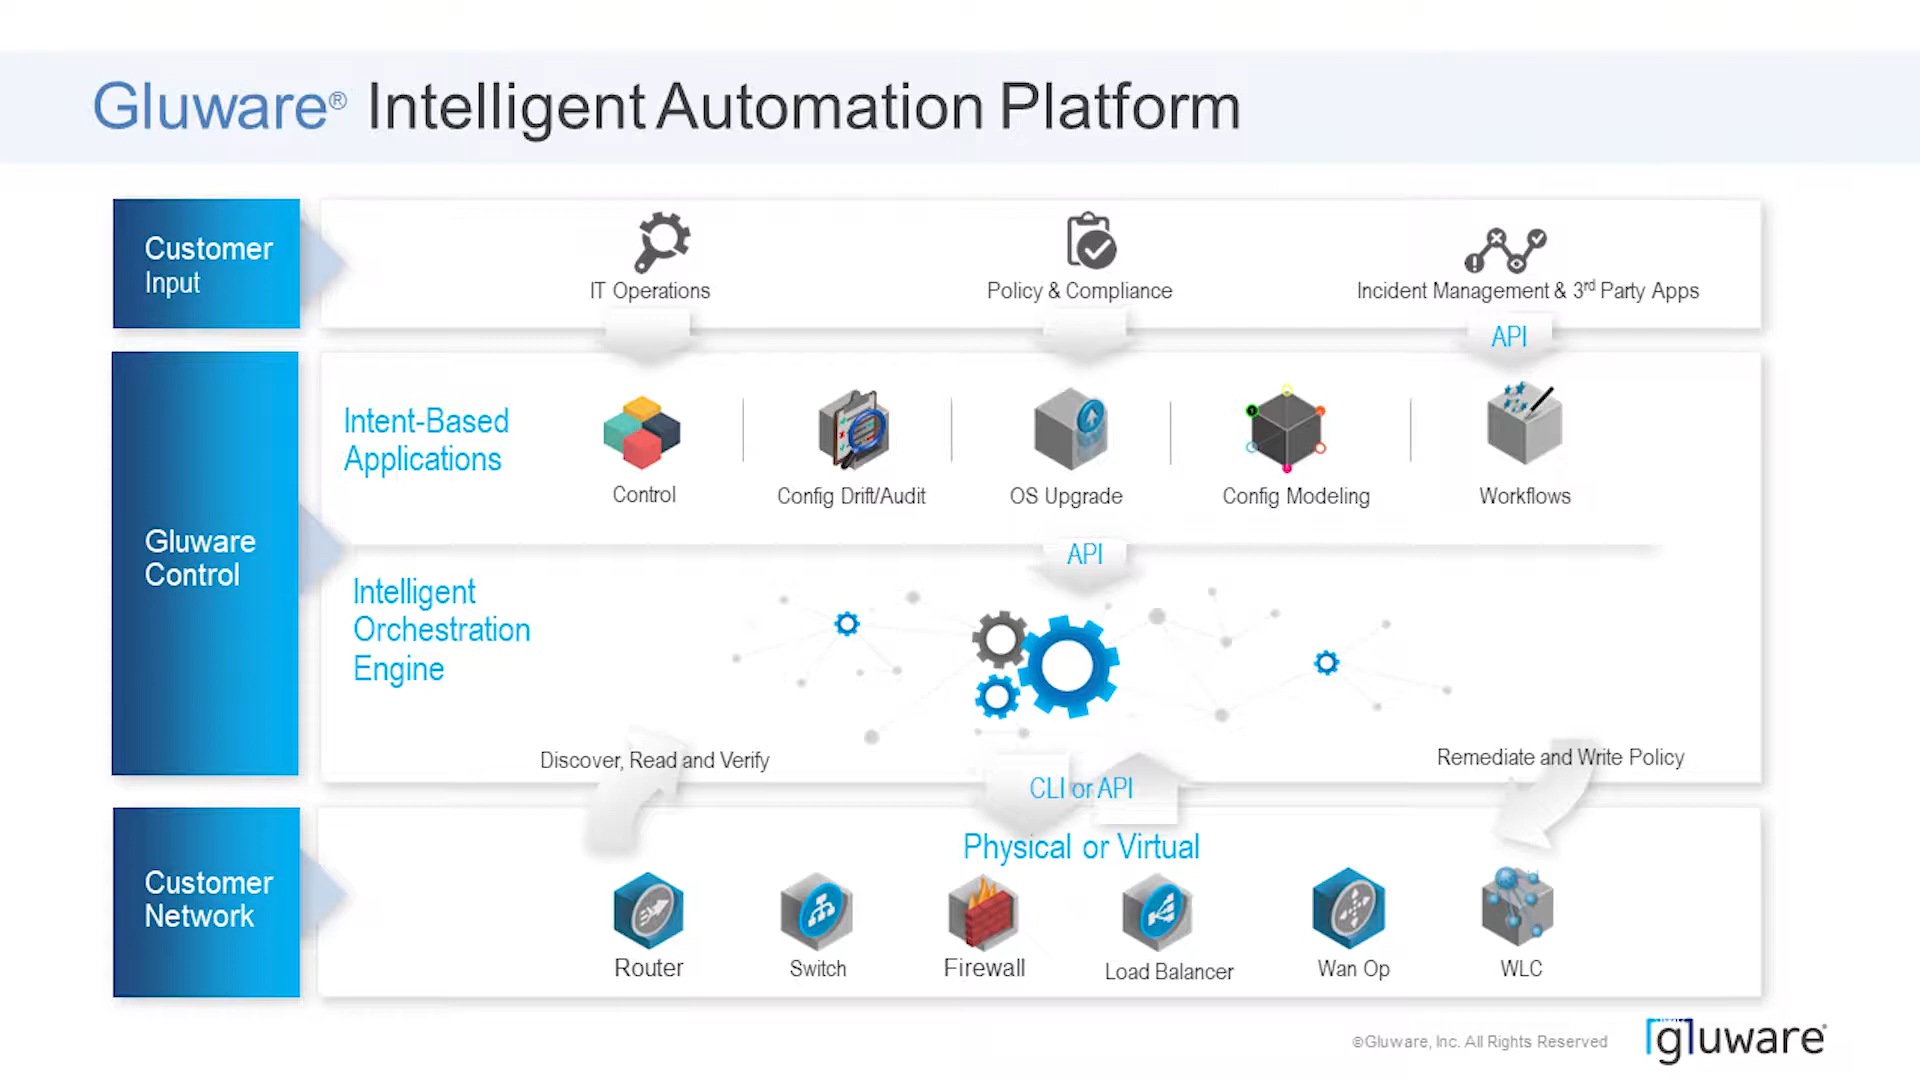 Gluware® Intelligent Automation Platform
Customer
Input
IT Operations
Policy & Compliance
Incident Management & 3rd Party Apps
API
Gluware
Control
Intent-Based
Applications
Control
Config Drift/Audit
OS Upgrade
Config Modeling
Workflows
API
Intelligent
Orchestration
Engine
Discover, Read and Verify
Remediate and Write Policy
CLI or API
Customer
Network
Physical or Virtual
Router
Switch
Firewall
Load Balancer
Wan Op
WLC
©Gluware, Inc. All Rights Reserved
gluware